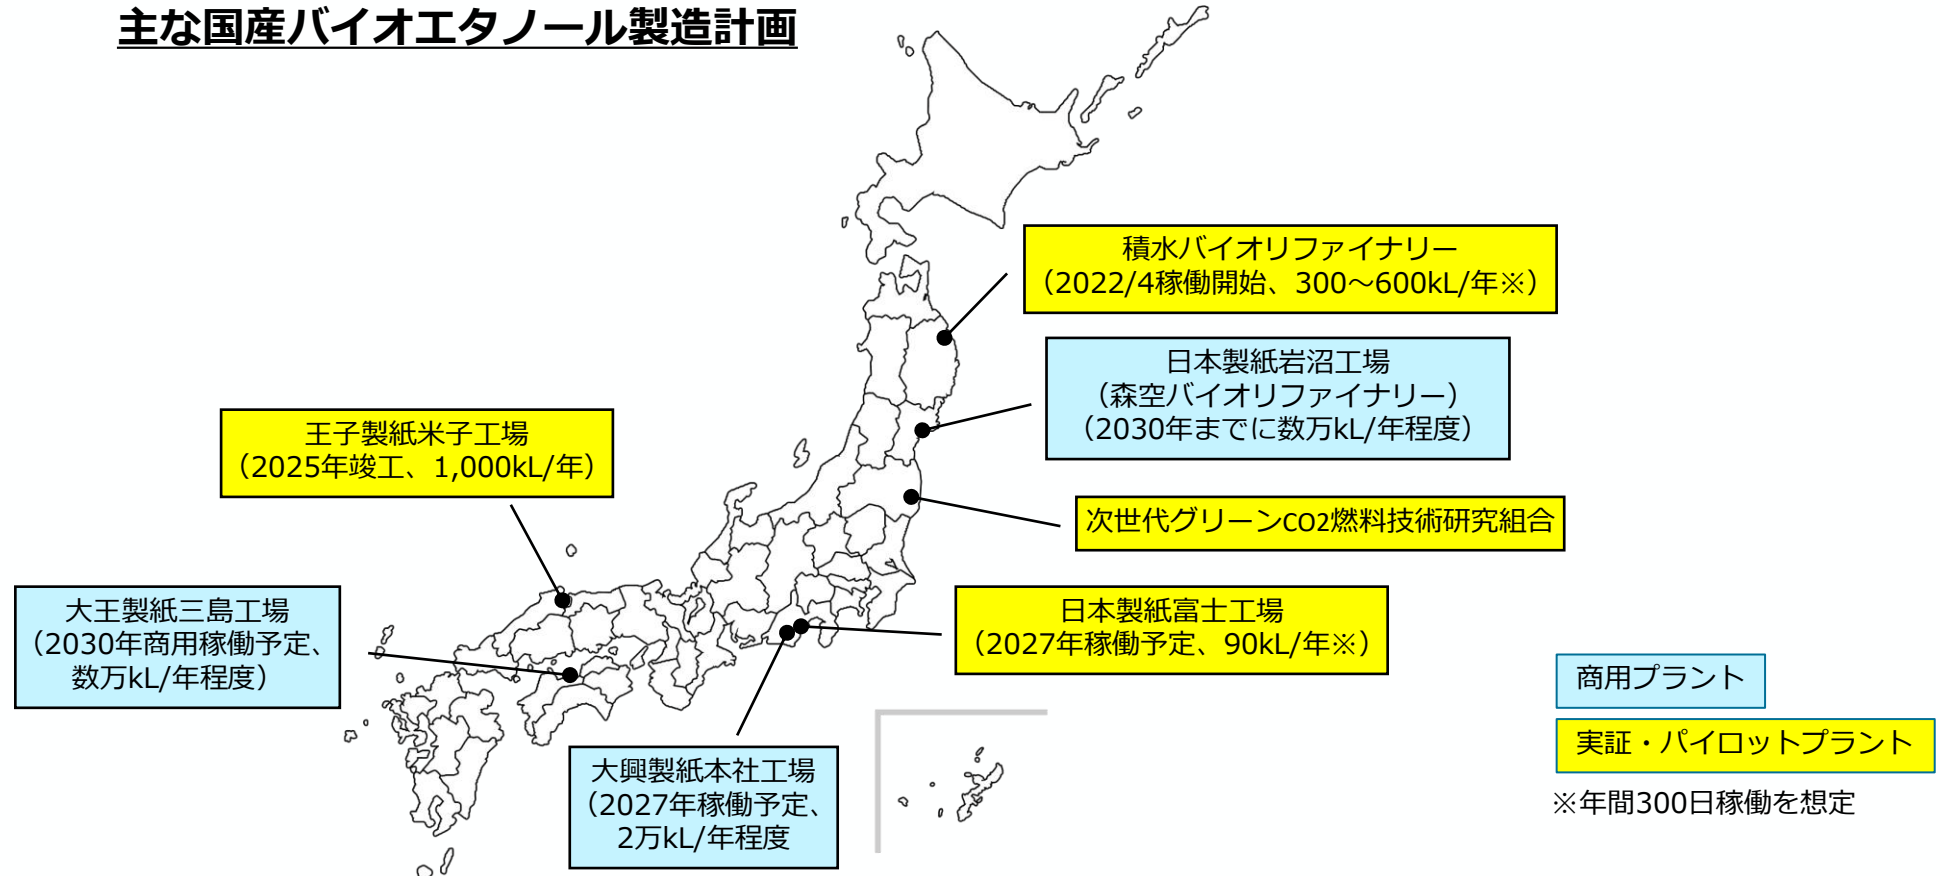 主な国産バイオエタノール製造計画
積水バイオリファイナリー
（2022/4稼働開始、300～600kL/年※）
日本製紙岩沼工場
（森空バイオリファイナリー）
（2030年までに数万kL/年程度）
王子製紙米子工場
（2025年竣工、1,000kL/年）
次世代グリーンCO2燃料技術研究組合
大王製紙三島工場
（2030年商用稼働予定、
数万kL/年程度）
日本製紙富士工場
（2027年稼働予定、90kL/年※）
大興製紙本社工場
（2027年稼働予定、
2万kL/年程度
商用プラント
実証・パイロットプラント
※年間300日稼働を想定